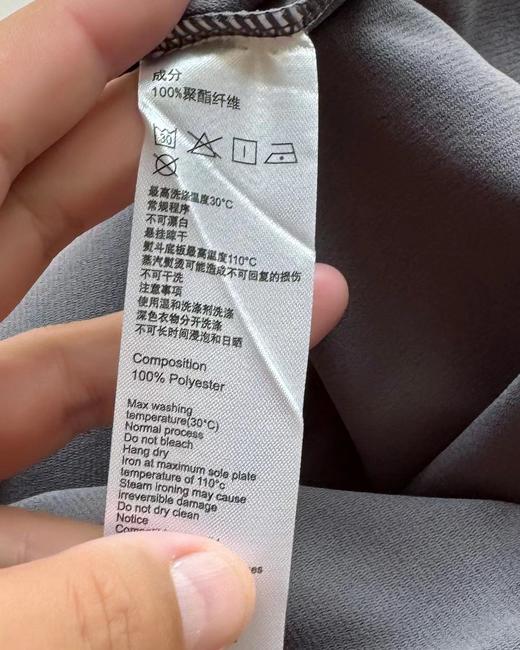 成分
100%聚酯纤维
30
最高洗涤温度30°C
常规程序
不可漂白
悬挂晾干
熨斗底板最高温度110°C
蒸汽熨烫可能造成不可回复的损伤
不可干洗
注意事项
使用温和洗涤剂洗涤
深色衣物分开洗涤
不可长时间浸泡和日晒
Composition
100% Polyester
Max washing
temperature(30°C)
Normal process
Do not bleach
Hang dry
Iron at maximum sole plate
temperature of 110°c
Steam ironing may cause
irreversible damage
Do not dry clean
Notice